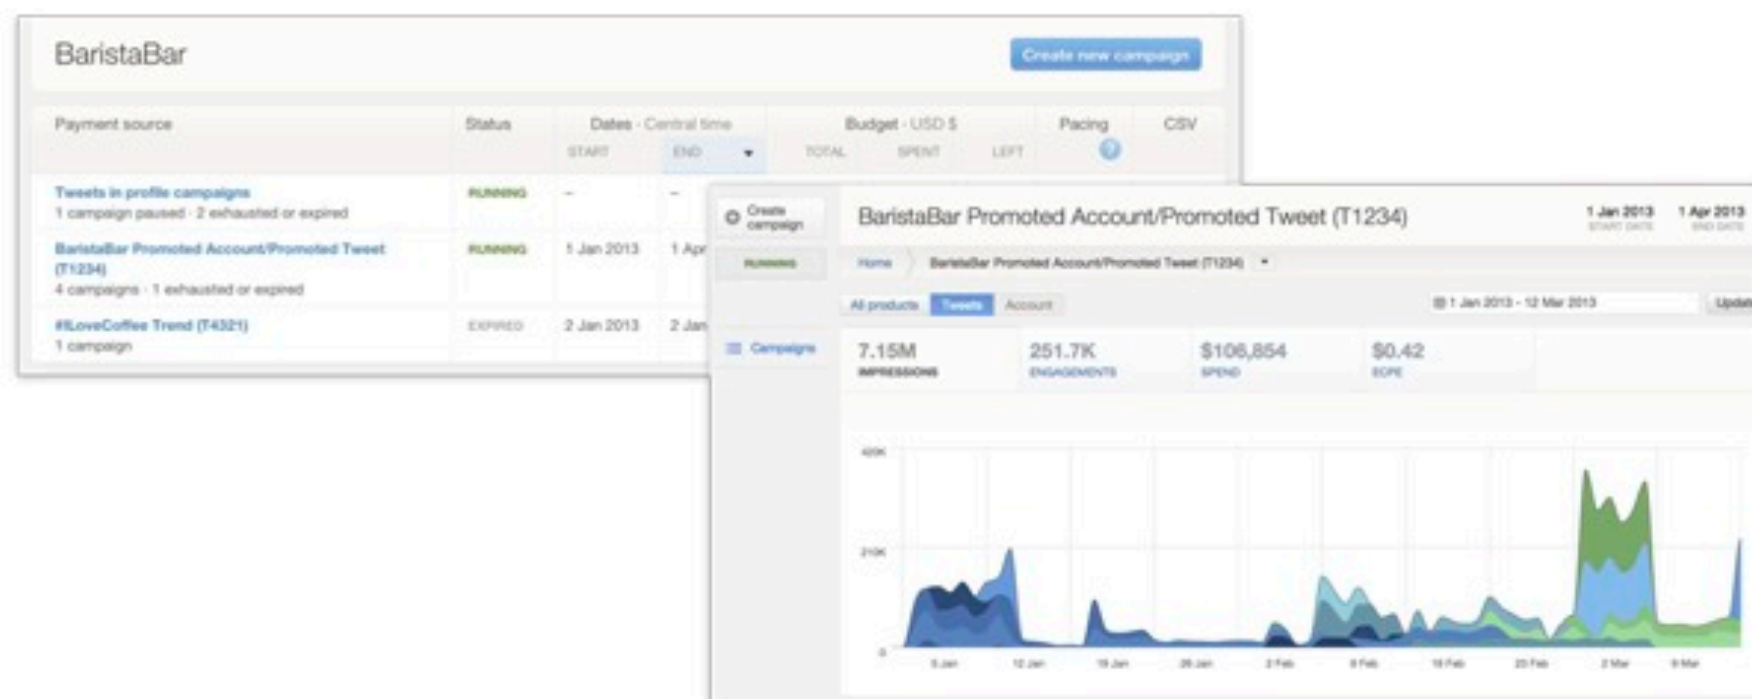 BaristaBar
Create new campaign
Payment source
Status
Dates - Central time
Budget - USD $
Pacing
CSV
START
END
TOTAL
SPENT
LEFT
?
Tweets in profile campaigns
1 campaign paused · 2 exhausted or expired
RUNNING
–
–
BaristaBar Promoted Account/Promoted Tweet
(T1234)
4 campaigns · 1 exhausted or expired
RUNNING
1 Jan 2013
1 Apr
#ILoveCoffee Trend (T4321)
1 campaign
EXPIRED
2 Jan 2013
2 Jan
Create
campaign
RUNNING
Campaigns
BaristaBar Promoted Account/Promoted Tweet (T1234)
1 Jan 2013
START DATE
1 Apr 2013
END DATE
Home
BaristaBar Promoted Account/Promoted Tweet (T1234)
All products
Tweets
Account
1 Jan 2013 - 12 Mar 2013
Updat
7.15M
IMPRESSIONS
251.7K
ENGAGEMENTS
$106,854
SPEND
$0.42
ECPE
420K
210K
0
5 Jan
12 Jan
19 Jan
26 Jan
2 Feb
9 Feb
16 Feb
23 Feb
2 Mar
9 Mar